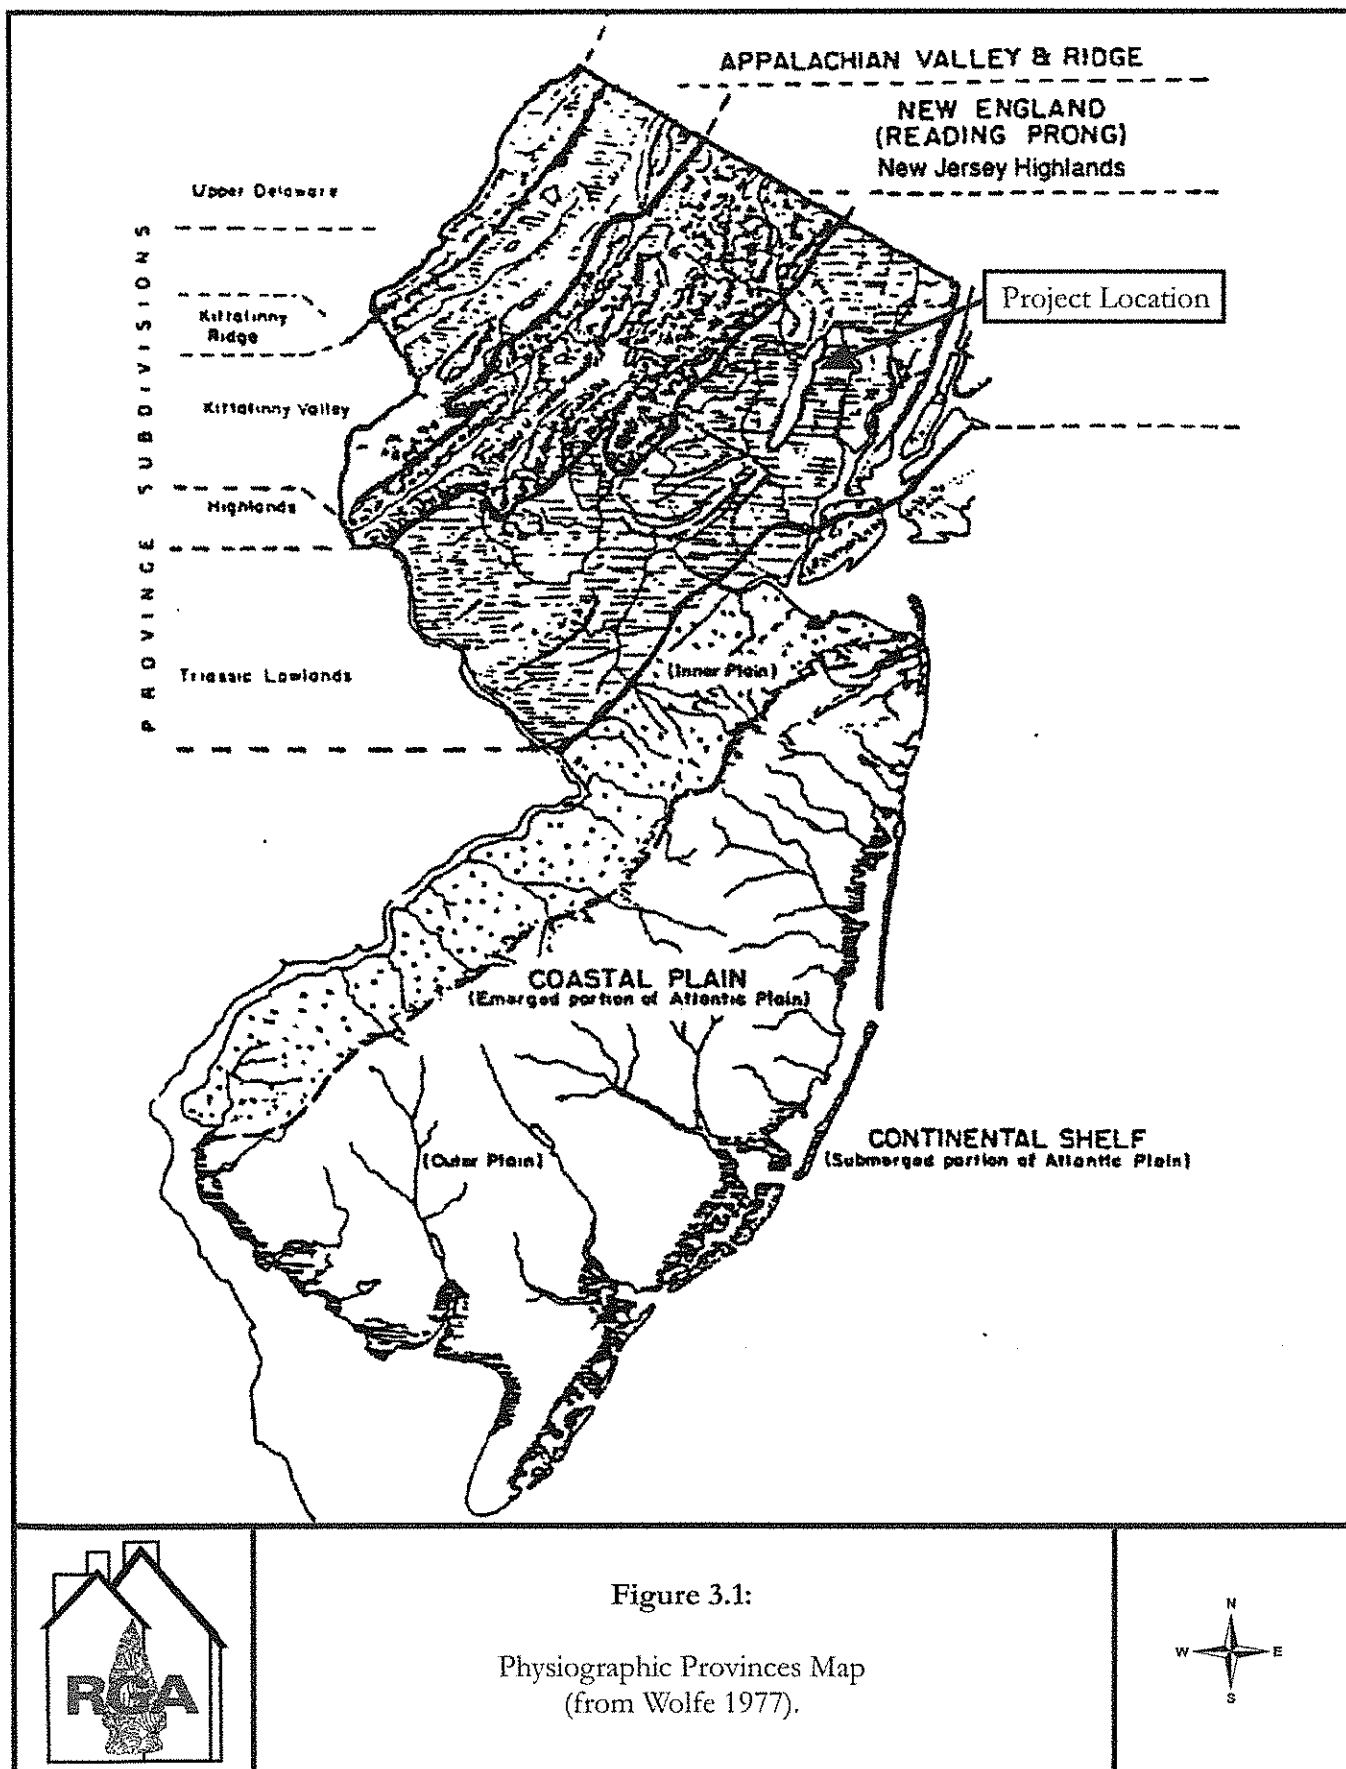 APPALACHIAN VALLEY & RIDGE
NEW ENGLAND
(READING PRONG)
New Jersey Highlands
Upper Delaware
Kittatinny
Ridge
Kittatinny Valley
Highlands
Triassic Lowlands
PROVINCE SUBDIVISIONS
Project Location
(Inner Plain)
COASTAL PLAIN
(Emerged portion of Atlantic Plain)
(Outer Plain)
CONTINENTAL SHELF
(Submerged portion of Atlantic Plain)
RGA
Figure 3.1:
Physiographic Provinces Map
(from Wolfe 1977).
N
W E
S